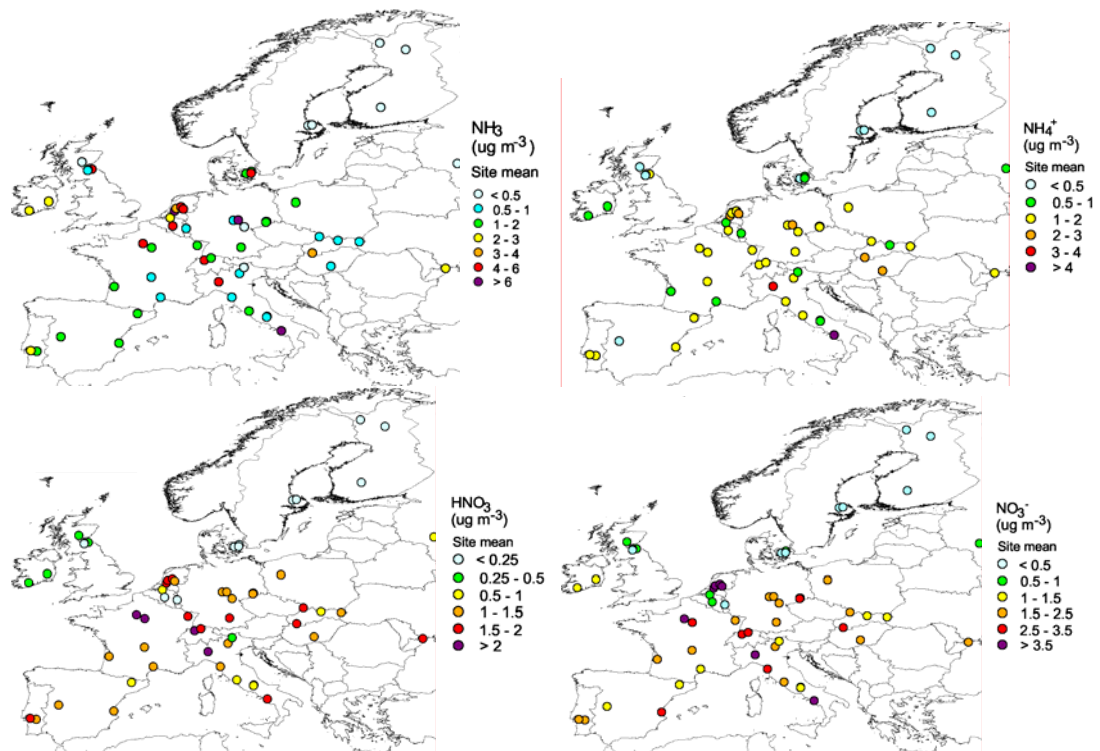 NH3
(ug m-3)
Site mean
< 0.5
0.5 - 1
1 - 2
2 - 3
3 - 4
4 - 6
> 6
NH4+
(ug m-3)
Site mean
< 0.5
0.5 - 1
1 - 2
2 - 3
3 - 4
> 4
HNO3
(ug m-3)
Site mean
< 0.25
0.25 - 0.5
0.5 - 1
1 - 1.5
1.5 - 2
> 2
NO3-
(ug m-3)
Site mean
< 0.5
0.5 - 1
1 - 1.5
1.5 - 2.5
2.5 - 3.5
> 3.5